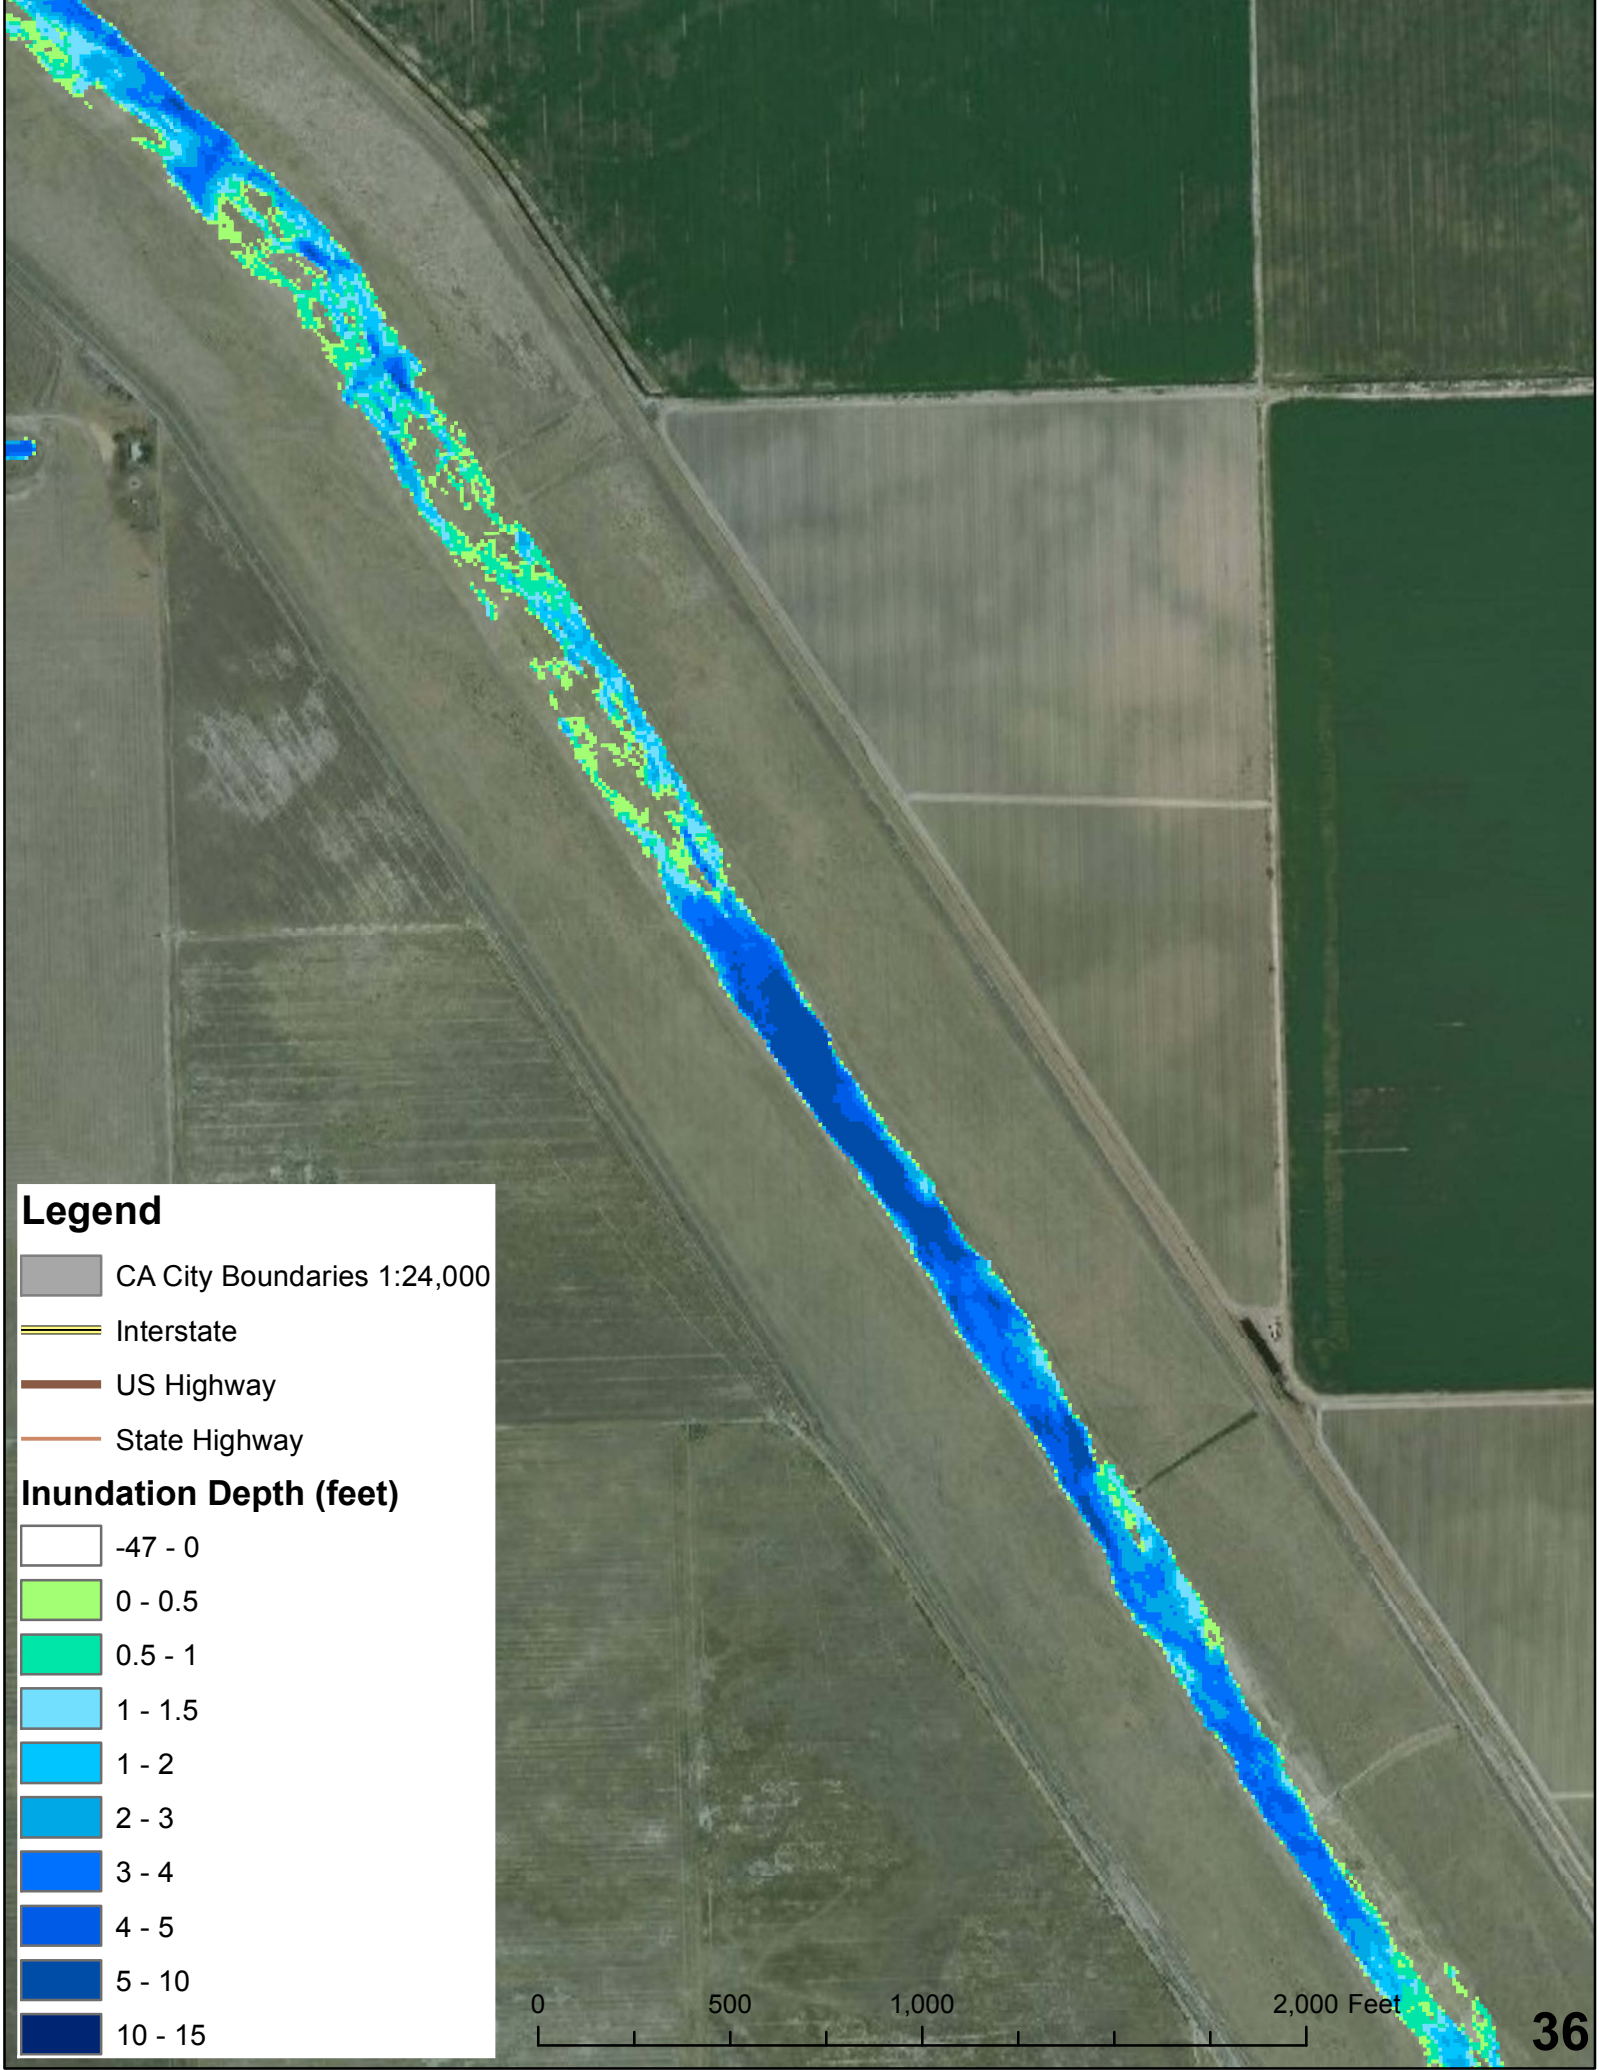 Legend
CA City Boundaries 1:24,000
Interstate
US Highway
State Highway
Inundation Depth (feet)
-47 - 0
0 - 0.5
0.5 - 1
1 - 1.5
1 - 2
2 - 3
3 - 4
4 - 5
5 - 10
10 - 15
0 500 1,000 2,000 Feet
36